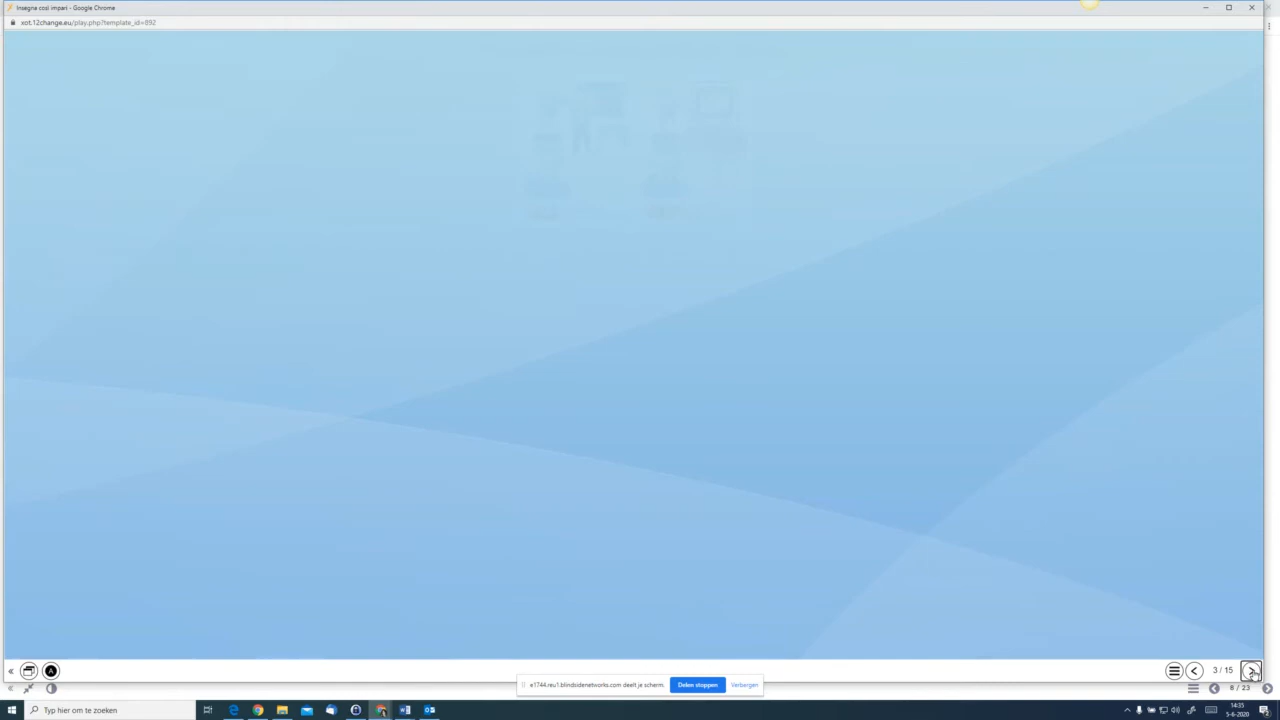 Insegna così impari - Google Chrome
xot.12change.eu/play.php?template_id=892
«
A
3 / 15
e1744.reu1.blindsidenetworks.com deelt je scherm.
Delen stoppen
Verbergen
«
8 / 23
Typ hier om te zoeken
14:35
5-6-2020